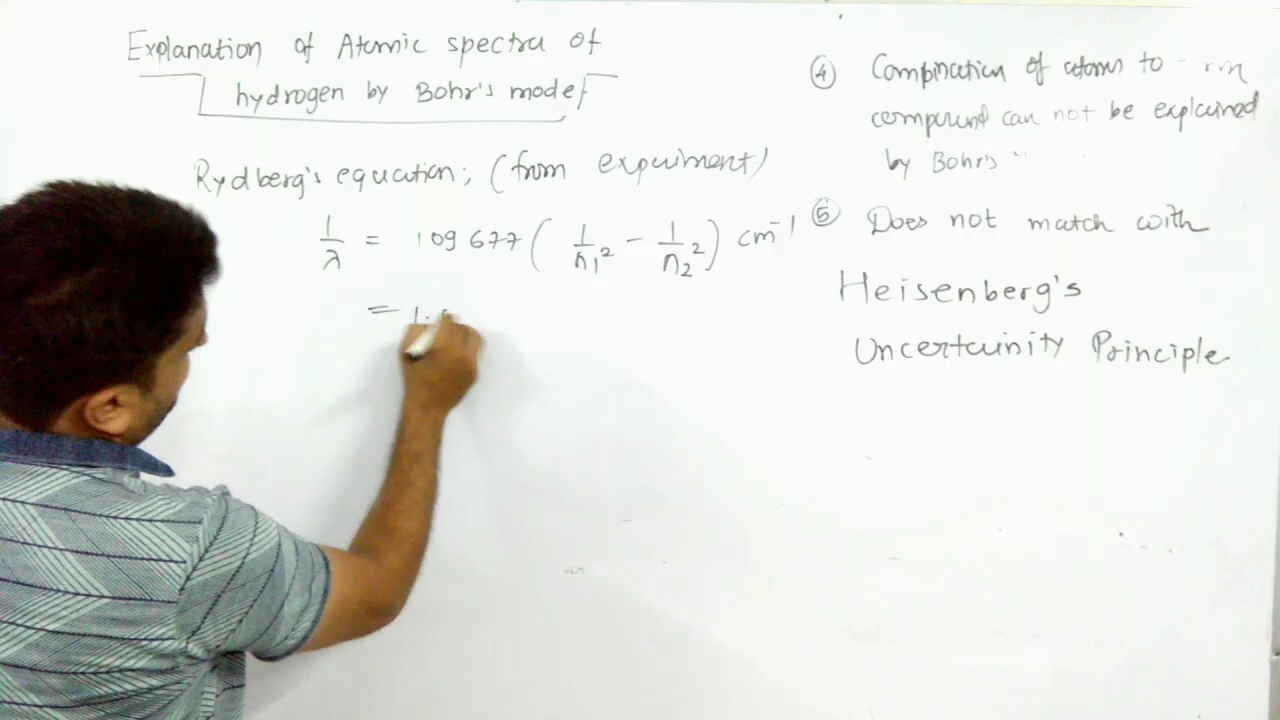 Explanation of Atomic spectra of
hydrogen by Bohr's model
Rydberg's equation; (from experiment)
1/λ = 109677 ( 1/n₁² − 1/n₂² ) cm⁻¹
= 1.
④ Combination of atoms to
compound can not be explained
by Bohr's "
⑤ Does not match with
Heisenberg's
Uncertainity Principle